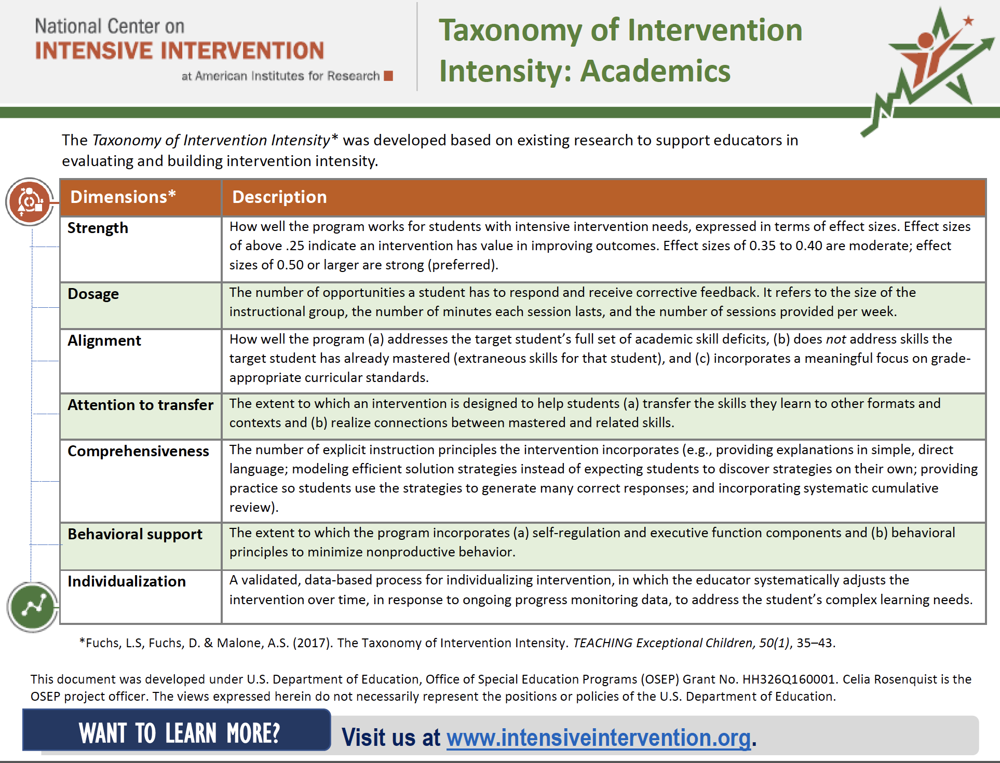 National Center on
INTENSIVE INTERVENTION
at American Institutes for Research
Taxonomy of Intervention
Intensity: Academics
The Taxonomy of Intervention Intensity* was developed based on existing research to support educators in
evaluating and building intervention intensity.
Dimensions*
Description
Strength
How well the program works for students with intensive intervention needs, expressed in terms of effect sizes. Effect sizes
of above .25 indicate an intervention has value in improving outcomes. Effect sizes of 0.35 to 0.40 are moderate; effect
sizes of 0.50 or larger are strong (preferred).
Dosage
The number of opportunities a student has to respond and receive corrective feedback. It refers to the size of the
instructional group, the number of minutes each session lasts, and the number of sessions provided per week.
Alignment
How well the program (a) addresses the target student’s full set of academic skill deficits, (b) does not address skills the
target student has already mastered (extraneous skills for that student), and (c) incorporates a meaningful focus on grade-
appropriate curricular standards.
Attention to transfer
The extent to which an intervention is designed to help students (a) transfer the skills they learn to other formats and
contexts and (b) realize connections between mastered and related skills.
Comprehensiveness
The number of explicit instruction principles the intervention incorporates (e.g., providing explanations in simple, direct
language; modeling efficient solution strategies instead of expecting students to discover strategies on their own; providing
practice so students use the strategies to generate many correct responses; and incorporating systematic cumulative
review).
Behavioral support
The extent to which the program incorporates (a) self-regulation and executive function components and (b) behavioral
principles to minimize nonproductive behavior.
Individualization
A validated, data-based process for individualizing intervention, in which the educator systematically adjusts the
intervention over time, in response to ongoing progress monitoring data, to address the student’s complex learning needs.
*Fuchs, L.S, Fuchs, D. & Malone, A.S. (2017). The Taxonomy of Intervention Intensity. TEACHING Exceptional Children, 50(1), 35–43.
This document was developed under U.S. Department of Education, Office of Special Education Programs (OSEP) Grant No. HH326Q160001. Celia Rosenquist is the
OSEP project officer. The views expressed herein do not necessarily represent the positions or policies of the U.S. Department of Education.
WANT TO LEARN MORE?
Visit us at www.intensiveintervention.org.